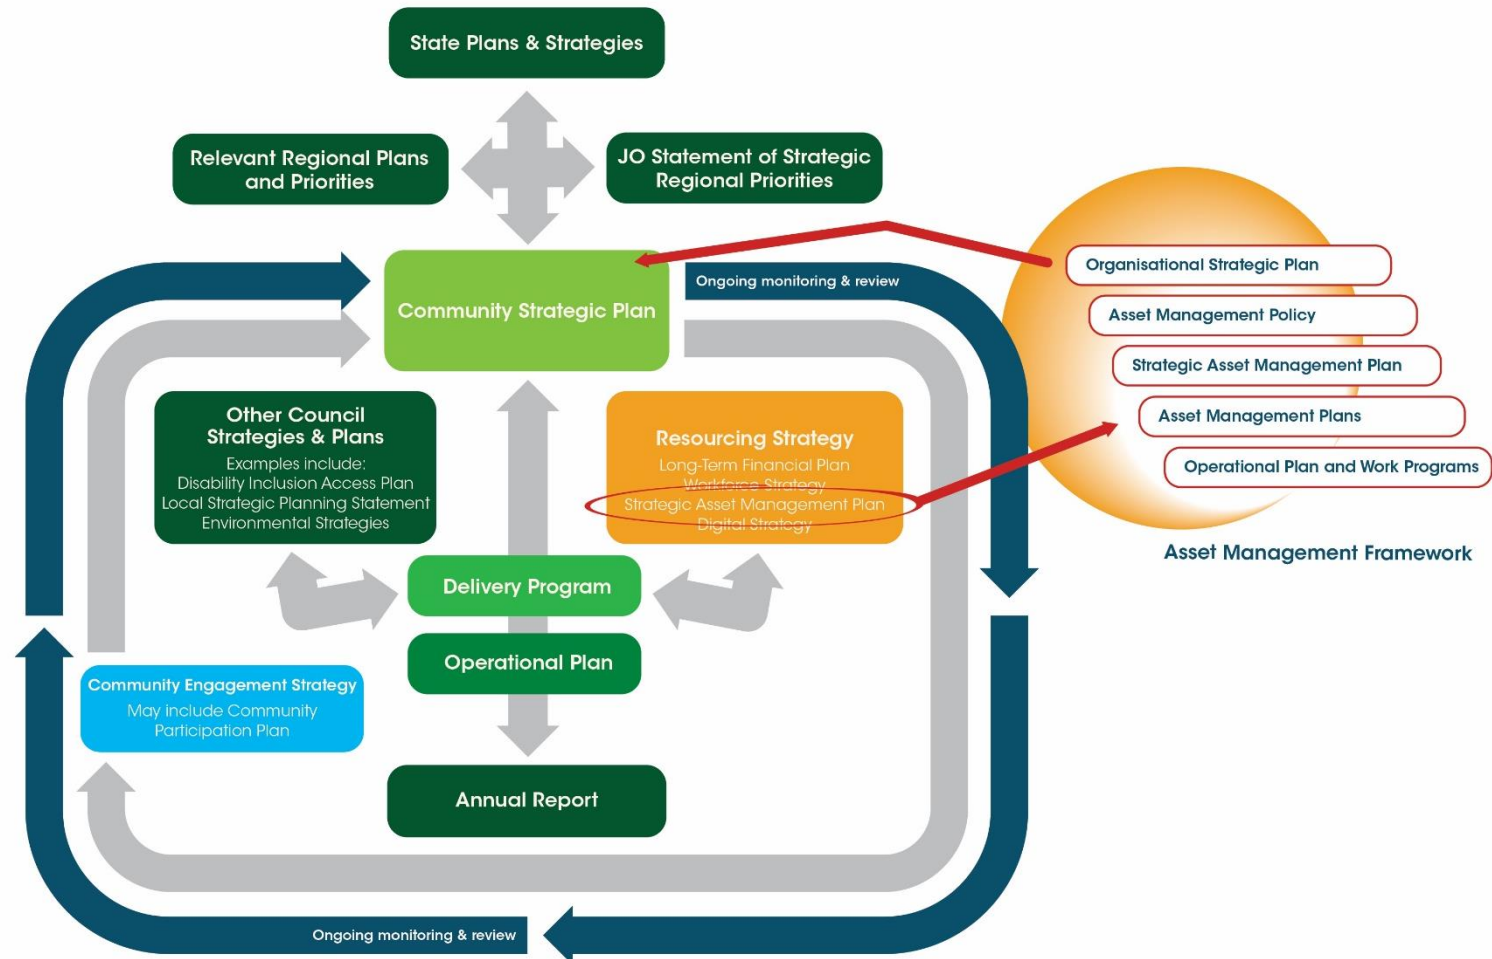 State Plans & Strategies
Relevant Regional Plans
and Priorities
JO Statement of Strategic
Regional Priorities
Community Strategic Plan
Ongoing monitoring & review
Organisational Strategic Plan
Asset Management Policy
Strategic Asset Management Plan
Asset Management Plans
Operational Plan and Work Programs
Asset Management Framework
Other Council
Strategies & Plans
Examples include:
Disability Inclusion Access Plan
Local Strategic Planning Statement
Environmental Strategies
Resourcing Strategy
Long-Term Financial Plan
Workforce Strategy
Strategic Asset Management Plan
Digital Strategy
Delivery Program
Operational Plan
Community Engagement Strategy
May include Community
Participation Plan
Annual Report
Ongoing monitoring & review